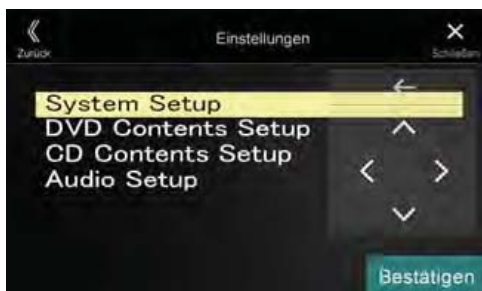 Einstellungen
Zurück
Schließen
System Setup
DVD Contents Setup
CD Contents Setup
Audio Setup
Bestätigen